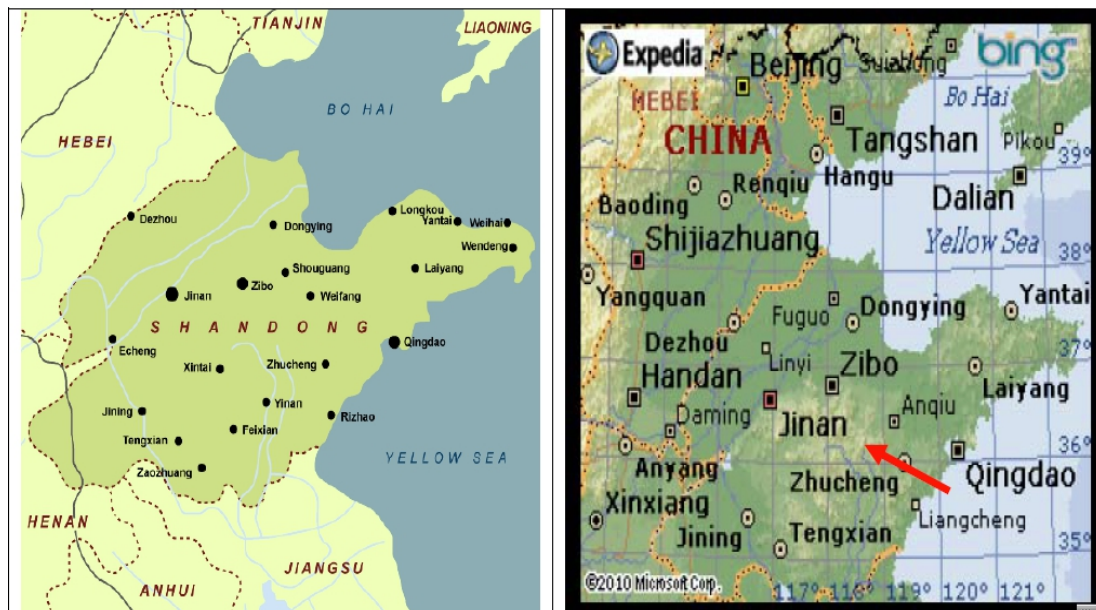 TIANJIN
LIAONING
BO HAI
HEBEI
Longkou
Dezhou
Yantai
Weihai
Dongying
Wendeng
Laiyang
Shouguang
Zibo
Jinan
Weifang
SHANDONG
Echeng
Qingdao
Zhucheng
Xintai
Yinan
Jining
Rizhao
Feixian
Tengxian
YELLOW SEA
Zaozhuang
HENAN
JIANGSU
ANHUI
Expedia
bing
Beijing
Bo Hai
HEBEI
CHINA
Tangshan
Pikou
39°
Renqiu
Hangu
Baoding
Dalian
Shijiazhuang
Yellow Sea
38°
Yangquan
Yantai
Fuguo
Dongying
Dezhou
37°
Linyi
Zibo
Handan
Laiyang
Daming
Jinan
Anqiu
36°
Anyang
Zhucheng
Qingdao
Xinxiang
Liangcheng
Jining
Tengxian
35°
©2010 Microsoft Corp.
117°
118°
119°
120°
121°